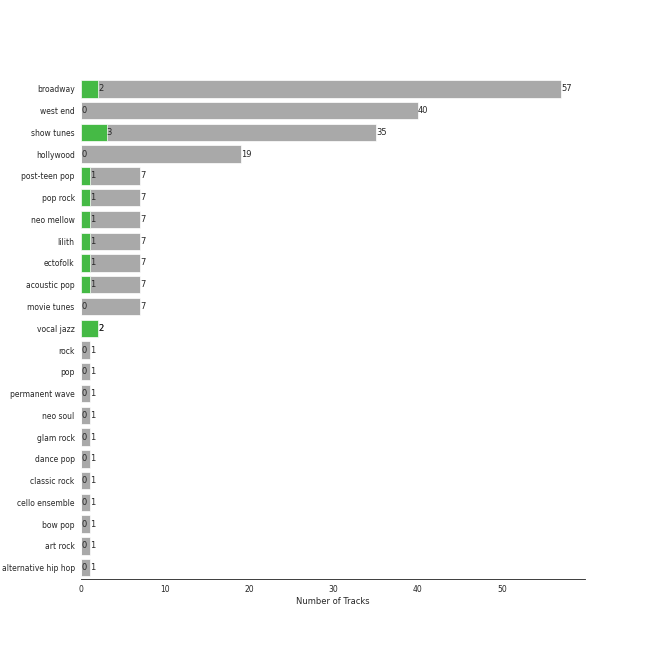 broadway 2 57
west end 0 40
show tunes 3 35
hollywood 0 19
post-teen pop 1 7
pop rock 1 7
neo mellow 1 7
lilith 1 7
ectofolk 1 7
acoustic pop 1 7
movie tunes 0 7
vocal jazz 2
rock 0 1
pop 0 1
permanent wave 0 1
neo soul 0 1
glam rock 0 1
dance pop 0 1
classic rock 0 1
cello ensemble 0 1
bow pop 0 1
art rock 0 1
alternative hip hop 0 1
0 10 20 30 40 50
Number of Tracks